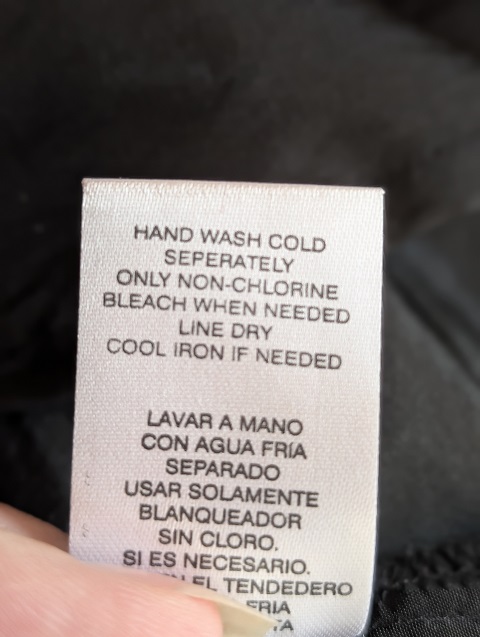 HAND WASH COLD
SEPERATELY
ONLY NON-CHLORINE
BLEACH WHEN NEEDED
LINE DRY
COOL IRON IF NEEDED
LAVAR A MANO
CON AGUA FRIA
SEPARADO
USAR SOLAMENTE
BLANQUEADOR
SIN CLORO.
SI ES NECESARIO.
EL TENDEDERO
FRIA